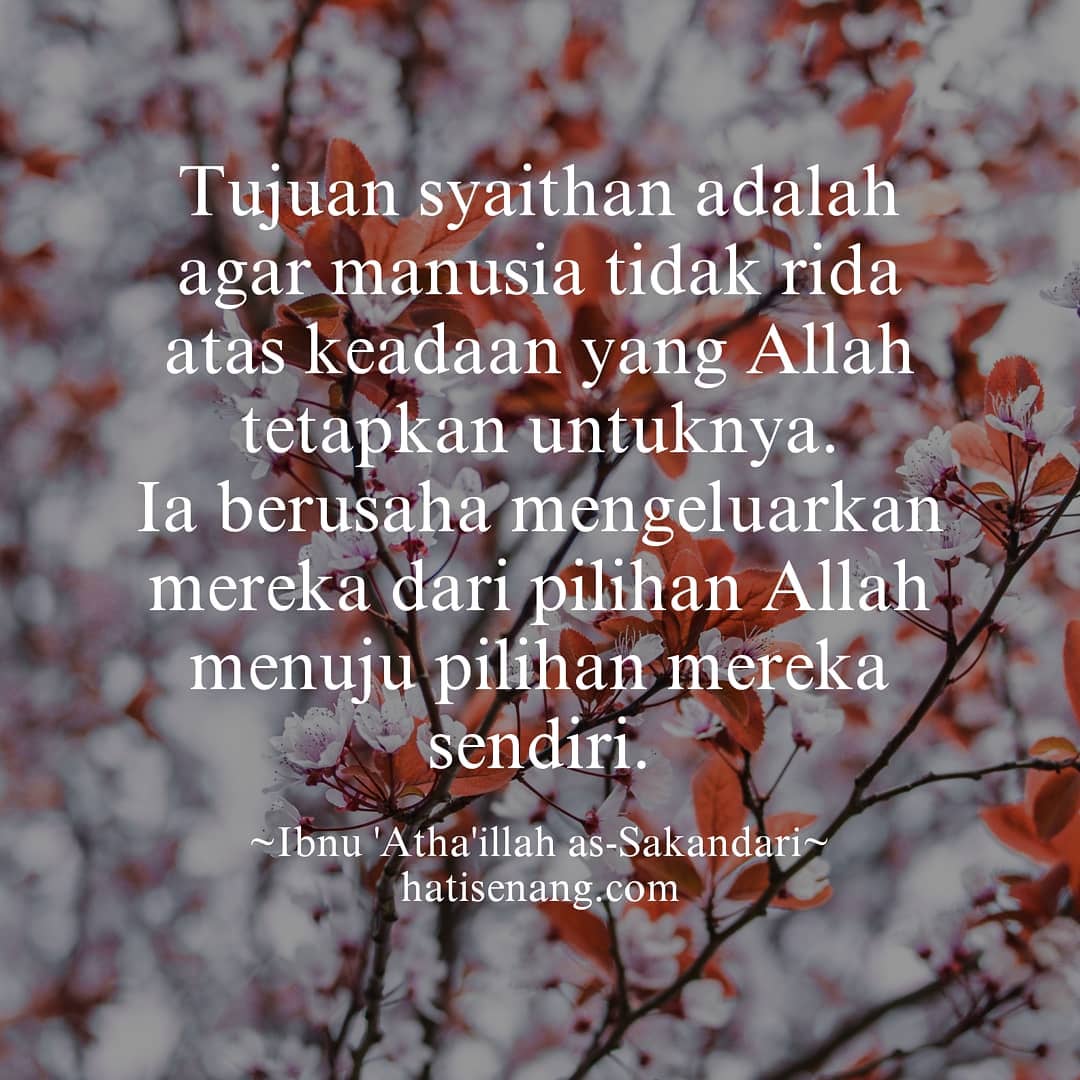 Tujuan syaithan adalah
agar manusia tidak rida
atas keadaan yang Allah
tetapkan untuknya.
Ia berusaha mengeluarkan
mereka dari pilihan Allah
menuju pilihan mereka
sendiri.
~Ibnu 'Atha'illah as-Sakandari~
hatisenang.com